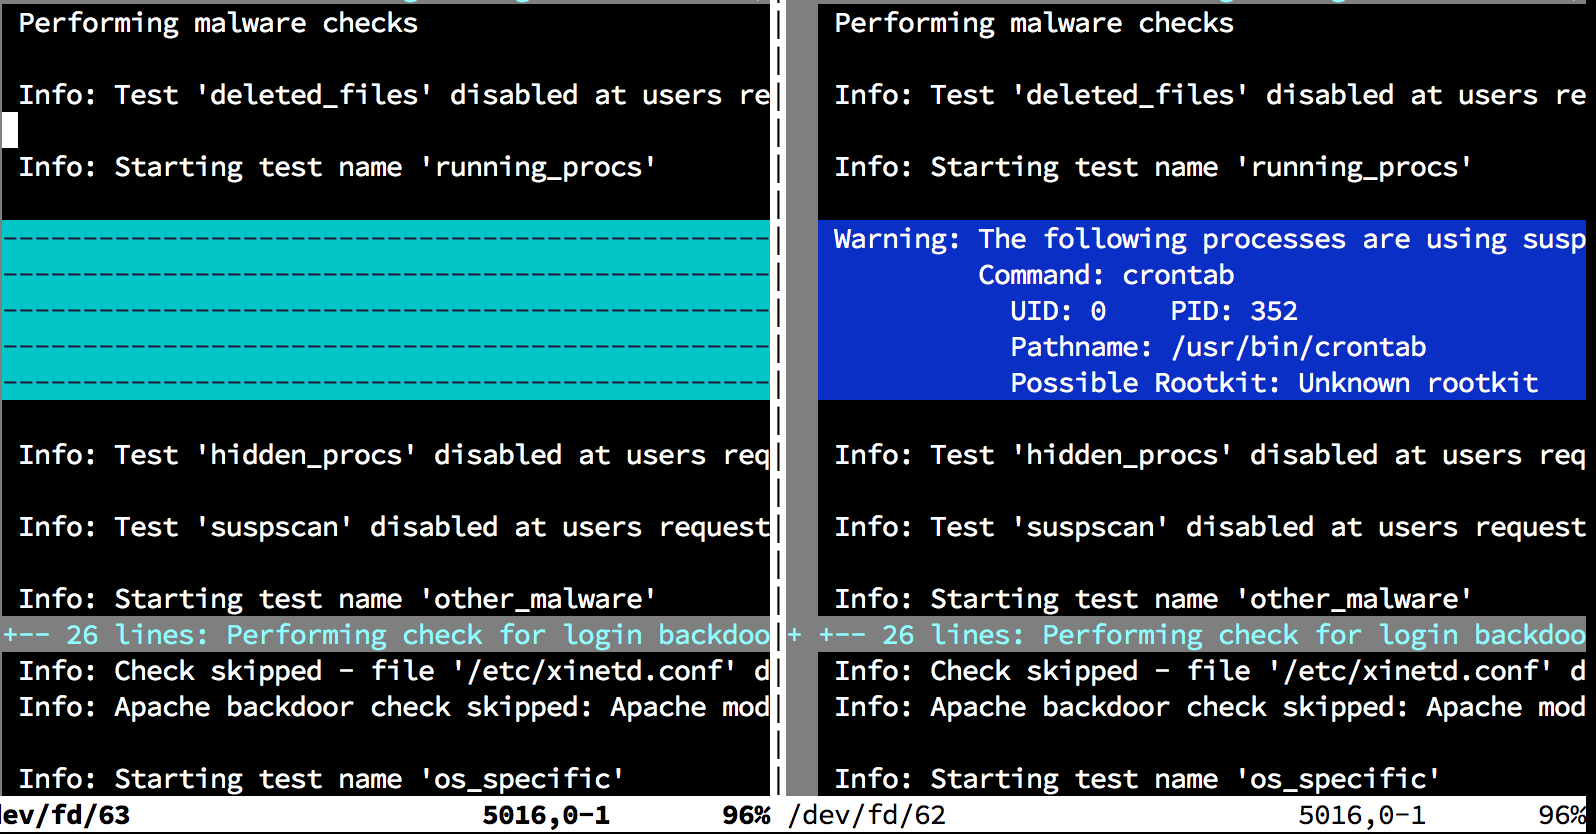 Performing malware checks
Info: Test 'deleted_files' disabled at users re
Info: Starting test name 'running_procs'
Info: Test 'hidden_procs' disabled at users req
Info: Test 'suspscan' disabled at users request
Info: Starting test name 'other_malware'
+-- 26 lines: Performing check for login backdoo
Info: Check skipped - file '/etc/xinetd.conf' d
Info: Apache backdoor check skipped: Apache mod
Info: Starting test name 'os_specific'
ev/fd/63 5016,0-1 96%
Performing malware checks
Info: Test 'deleted_files' disabled at users re
Info: Starting test name 'running_procs'
Warning: The following processes are using susp
Command: crontab
UID: 0 PID: 352
Pathname: /usr/bin/crontab
Possible Rootkit: Unknown rootkit
Info: Test 'hidden_procs' disabled at users req
Info: Test 'suspscan' disabled at users request
Info: Starting test name 'other_malware'
+ +-- 26 lines: Performing check for login backdoo
Info: Check skipped - file '/etc/xinetd.conf' d
Info: Apache backdoor check skipped: Apache mod
Info: Starting test name 'os_specific'
/dev/fd/62 5016,0-1 96%